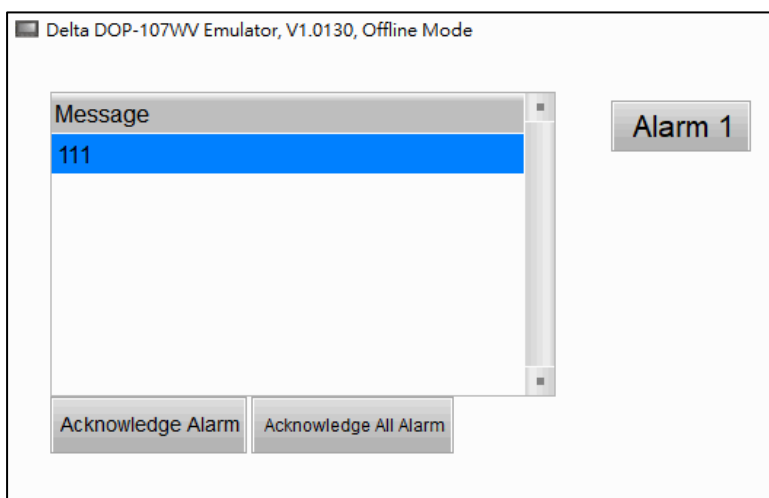 Delta DOP-107WV Emulator, V1.0130, Offline Mode
Message
Alarm 1
111
Acknowledge Alarm
Acknowledge All Alarm